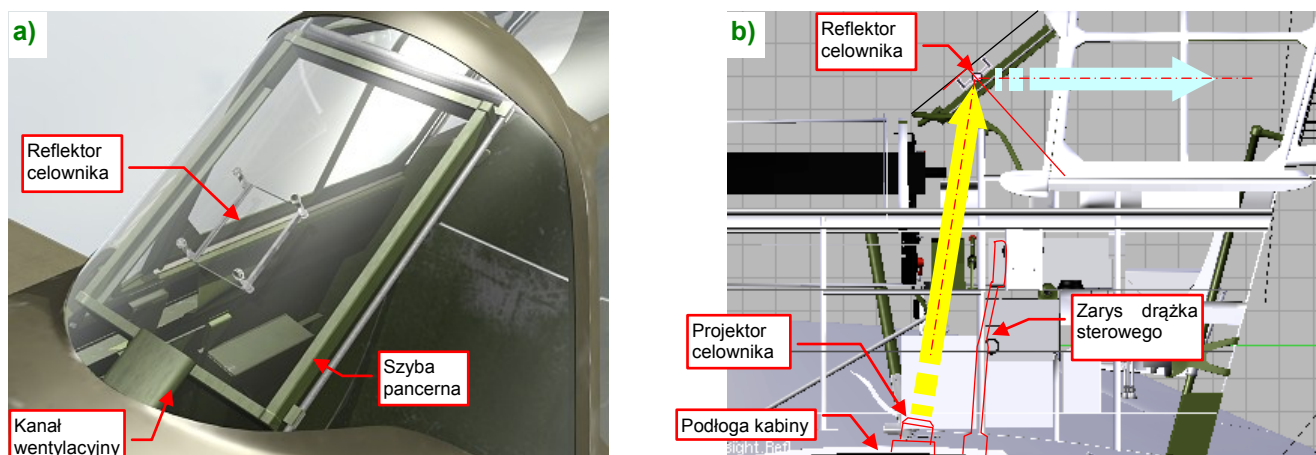 a)
Reflektor
celownika
Szyba
pancerna
Kanał
wentylacyjny
b)
Reflektor
celownika
Projektor
celownika
Zarys drążka
sterowego
Podłoga kabiny